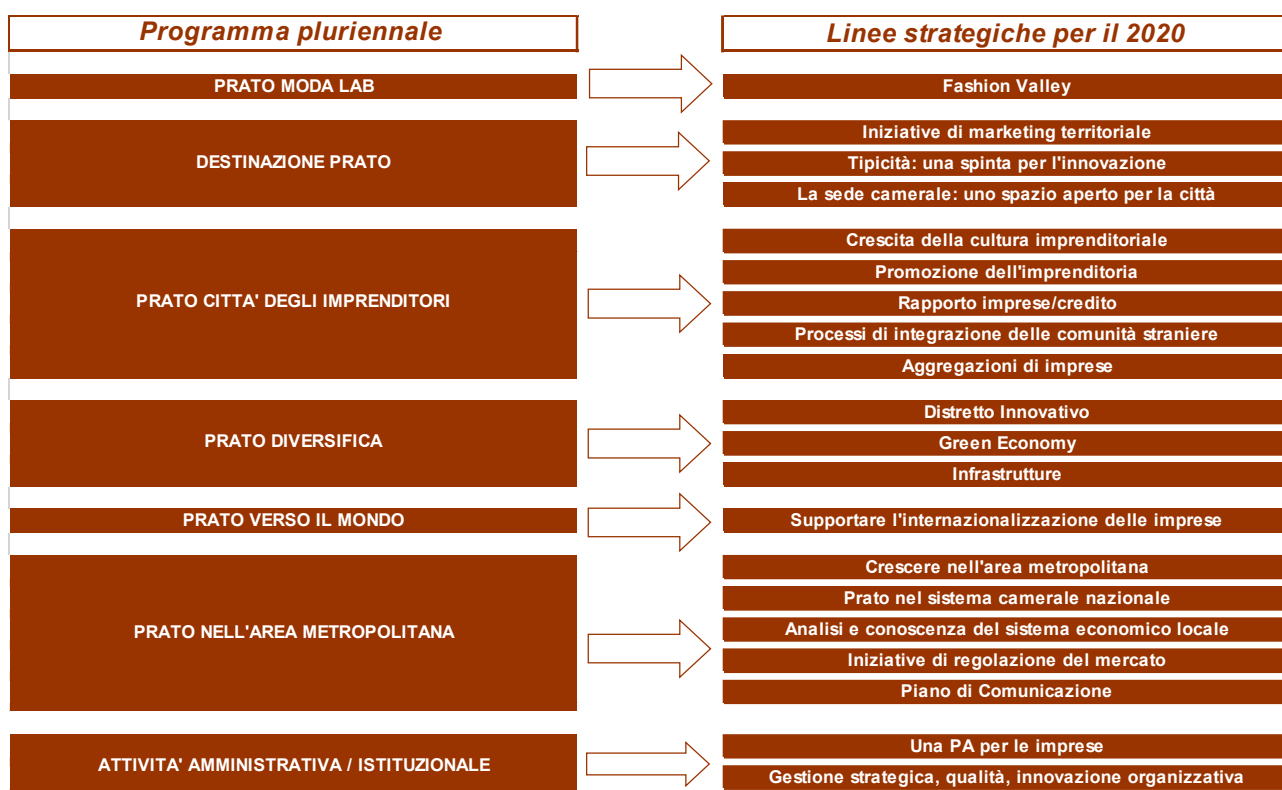 Programma pluriennale
Linee strategiche per il 2020
PRATO MODA LAB
Fashion Valley
DESTINAZIONE PRATO
Iniziative di marketing territoriale
Tipicità: una spinta per l'innovazione
La sede camerale: uno spazio aperto per la città
PRATO CITTA' DEGLI IMPRENDITORI
Crescita della cultura imprenditoriale
Promozione dell'imprenditoria
Rapporto imprese/credito
Processi di integrazione delle comunità straniere
Aggregazioni di imprese
PRATO DIVERSIFICA
Distretto Innovativo
Green Economy
Infrastrutture
PRATO VERSO IL MONDO
Supportare l'internazionalizzazione delle imprese
PRATO NELL'AREA METROPOLITANA
Crescere nell'area metropolitana
Prato nel sistema camerale nazionale
Analisi e conoscenza del sistema economico locale
Iniziative di regolazione del mercato
Piano di Comunicazione
ATTIVITA' AMMINISTRATIVA / ISTITUZIONALE
Una PA per le imprese
Gestione strategica, qualità, innovazione organizzativa